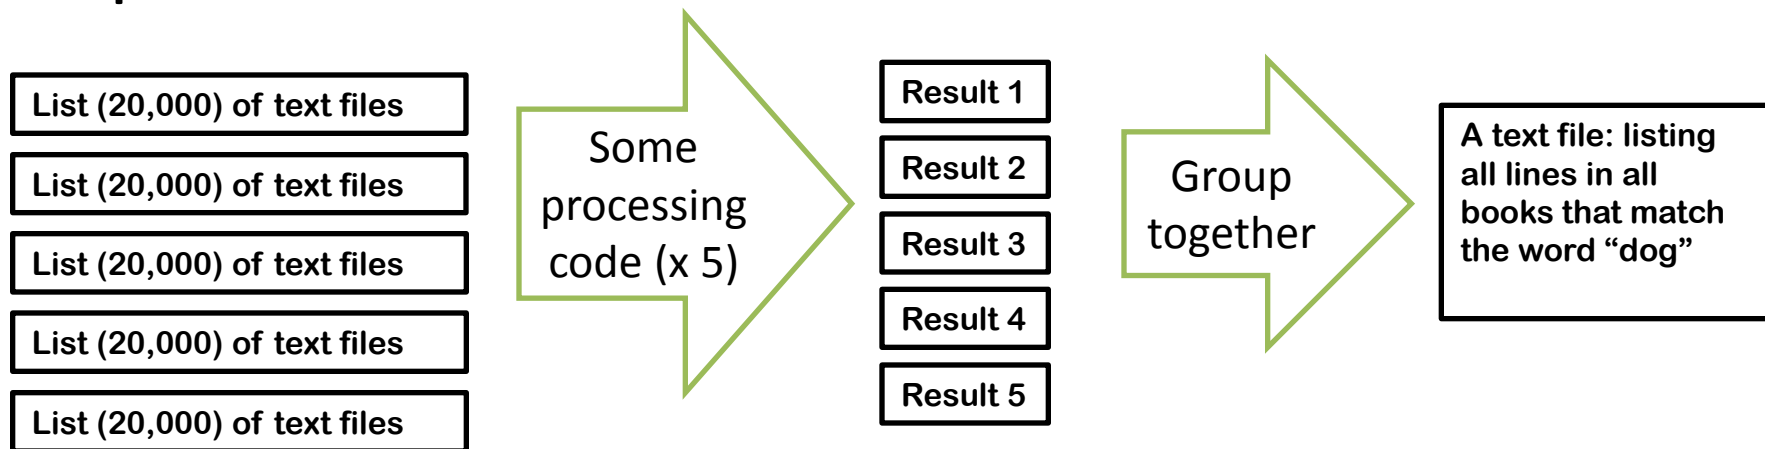 List (20,000) of text files
List (20,000) of text files
List (20,000) of text files
List (20,000) of text files
List (20,000) of text files
Some
processing
code (x 5)
Result 1
Result 2
Result 3
Result 4
Result 5
Group
together
A text file: listing
all lines in all
books that match
the word “dog”